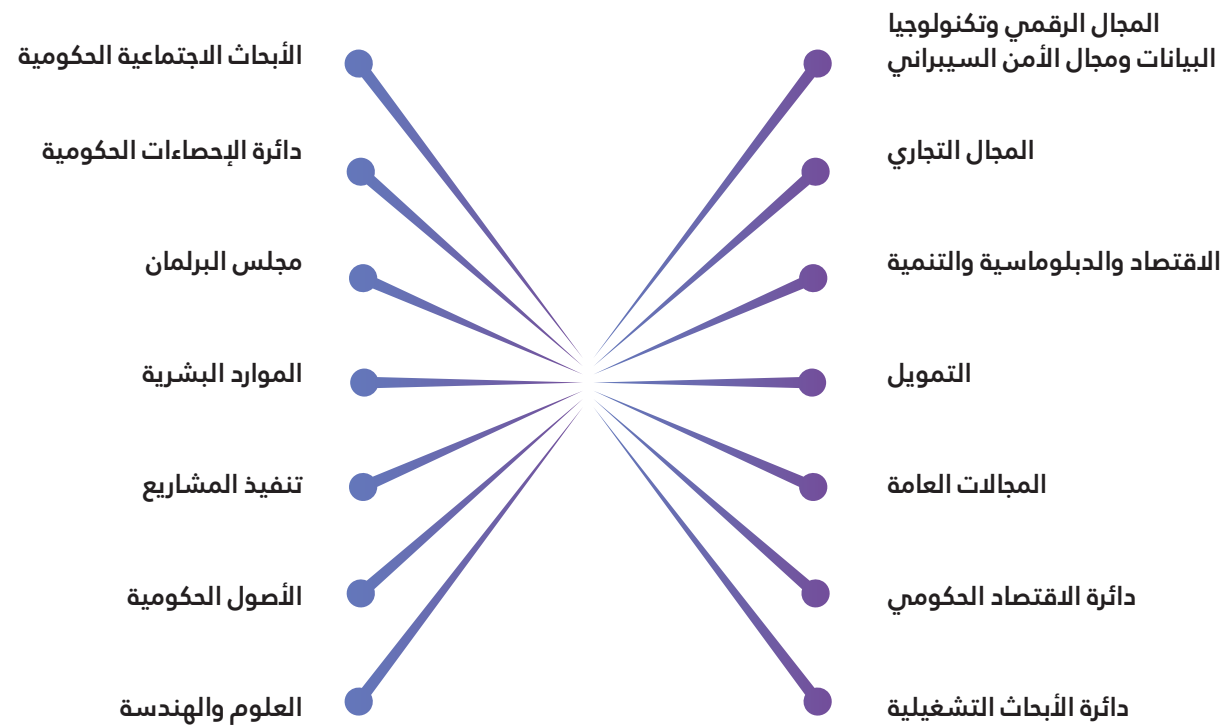 المجال الرقمي وتكنولوجيا
البيانات ومجال الأمن السيبراني
المجال التجاري
الاقتصاد والدبلوماسية والتنمية
التمويل
المجالات العامة
دائرة الاقتصاد الحكومي
دائرة الأبحاث التشغيلية
الأبحاث الاجتماعية الحكومية
دائرة الإحصاءات الحكومية
مجلس البرلمان
الموارد البشرية
تنفيذ المشاريع
الأصول الحكومية
العلوم والهندسة